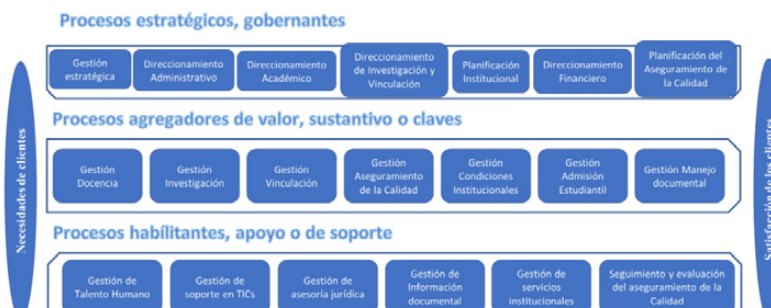 Procesos estratégicos, gobernantes
Gestión
estratégica
Direccionamiento
Administrativo
Direccionamiento
Académico
Direccionamiento
de Investigación y
Vinculación
Planificación
Institucional
Direccionamiento
Financiero
Planificación del
Aseguramiento de
la Calidad
Necesidades de clientes
Procesos agregadores de valor, sustantivo o claves
Gestión
Docencia
Gestión
Investigación
Gestión
Vinculación
Gestión
Aseguramiento
de la Calidad
Gestión
Condiciones
Institucionales
Gestión
Admisión
Estudiantil
Gestión Manejo
documental
Satisfacción de los clientes
Procesos habilitantes, apoyo o de soporte
Gestión de
Talento Humano
Gestión de
soporte en TICs
Gestión de
asesoría jurídica
Gestión de
Información
documental
Gestión de
servicios
institucionales
Seguimiento y evaluación
del aseguramiento de la
Calidad